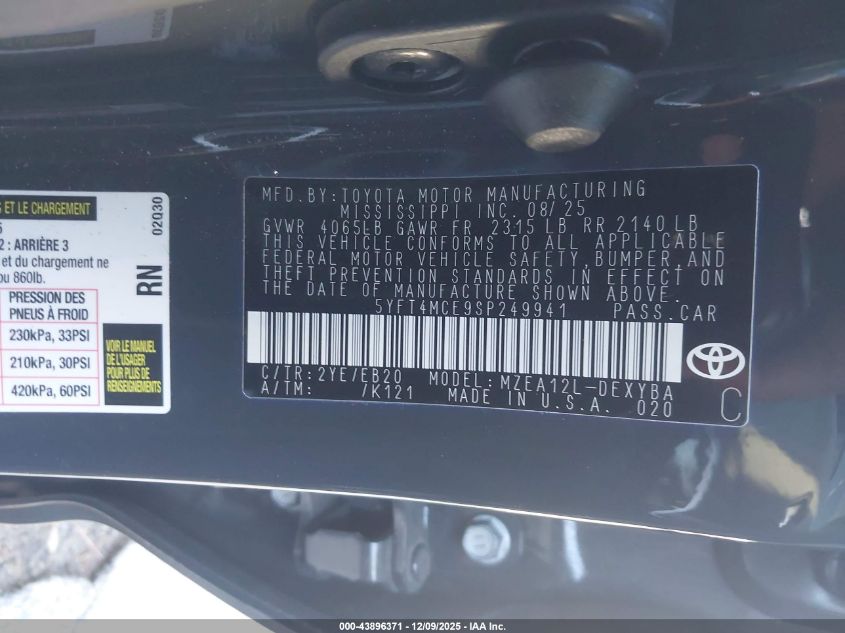 S ET LE CHARGEMENT
2 : ARRIÈRE 3
et du chargement ne
ou 860lb.
PRESSION DES
PNEUS À FROID
230kPa, 33PSI
210kPa, 30PSI
420kPa, 60PSI
02Q30
RN
VOIR LE MANUEL
DE L'USAGER
POUR PLUS DE
RENSEIGNEMENTS
MFD.BY:TOYOTA MOTOR MANUFACTURING
MISSISSIPPI INC. 08/25
GVWR 4065LB GAWR FR 2315 LB RR 2140 LB
THIS VEHICLE CONFORMS TO ALL APPLICABLE
FEDERAL MOTOR VEHICLE SAFETY, BUMPER, AND
THEFT PREVENTION STANDARDS IN EFFECT ON
THE DATE OF MANUFACTURE SHOWN ABOVE.
5YFT4MCE9SP249941 PASS.CAR
C/TR:2YE/EB20 MODEL:MZEA12L-DEXYBA
A/TM: /K121 MADE IN U.S.A. 020
C
000-43896371 - 12/09/2025 - IAA Inc.